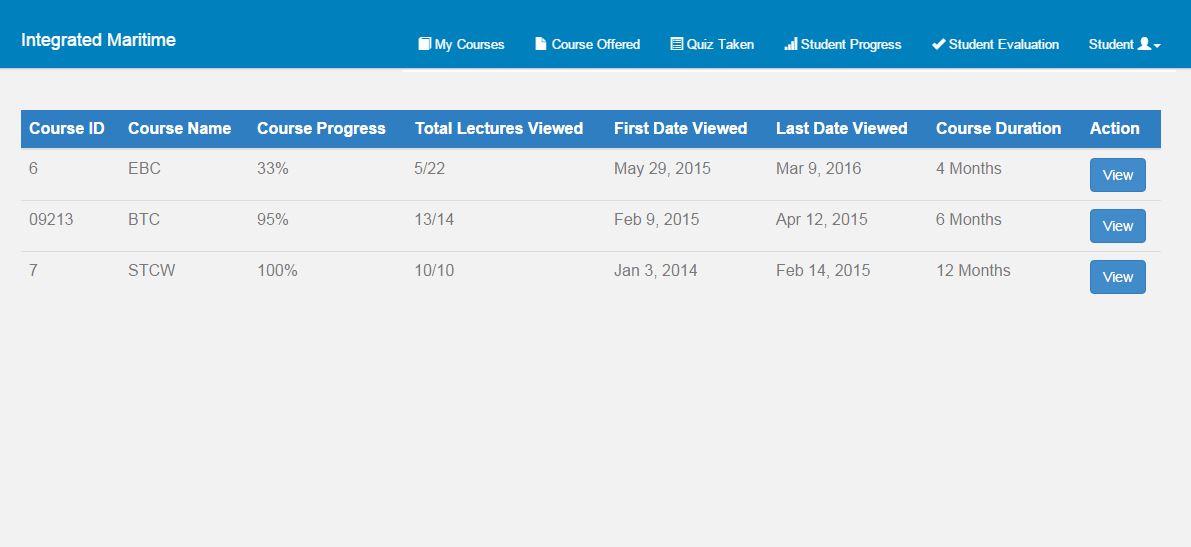 Integrated Maritime My Courses Course Offered Quiz Taken Student Progress Student Evaluation Student
Course ID Course Name Course Progress Total Lectures Viewed First Date Viewed Last Date Viewed Course Duration Action
6 EBC 33% 5/22 May 29, 2015 Mar 9, 2016 4 Months View
09213 BTC 95% 13/14 Feb 9, 2015 Apr 12, 2015 6 Months View
7 STCW 100% 10/10 Jan 3, 2014 Feb 14, 2015 12 Months View